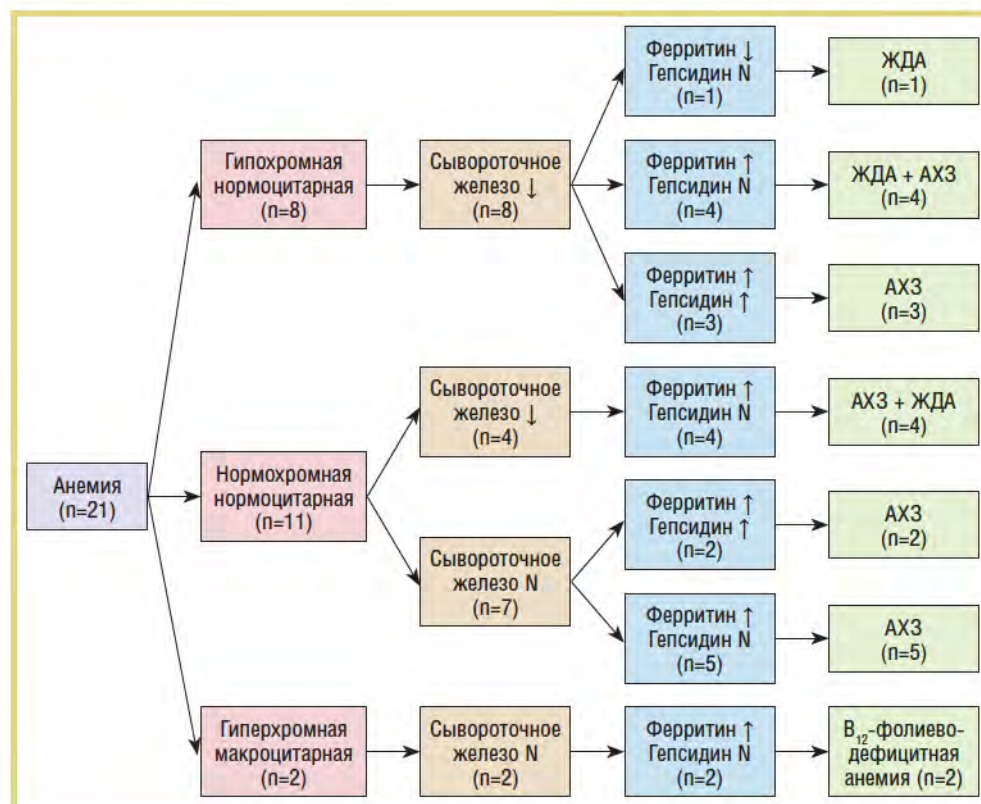 Анемия
(n=21)
Гипохромная
нормоцитарная
(n=8)
Сывороточное
железо ↓
(n=8)
Ферритин ↓
Гепсидин N
(n=1)
ЖДА
(n=1)
Ферритин ↑
Гепсидин N
(n=4)
ЖДА + АХЗ
(n=4)
Ферритин ↑
Гепсидин ↑
(n=3)
АХЗ
(n=3)
Нормохромная
нормоцитарная
(n=11)
Сывороточное
железо ↓
(n=4)
Ферритин ↑
Гепсидин N
(n=4)
АХЗ + ЖДА
(n=4)
Сывороточное
железо N
(n=7)
Ферритин ↑
Гепсидин ↑
(n=2)
АХЗ
(n=2)
Ферритин ↑
Гепсидин N
(n=5)
АХЗ
(n=5)
Гиперхромная
макроцитарная
(n=2)
Сывороточное
железо N
(n=2)
Ферритин ↑
Гепсидин N
(n=2)
B₁₂-фолиево-
дефицитная
анемия (n=2)